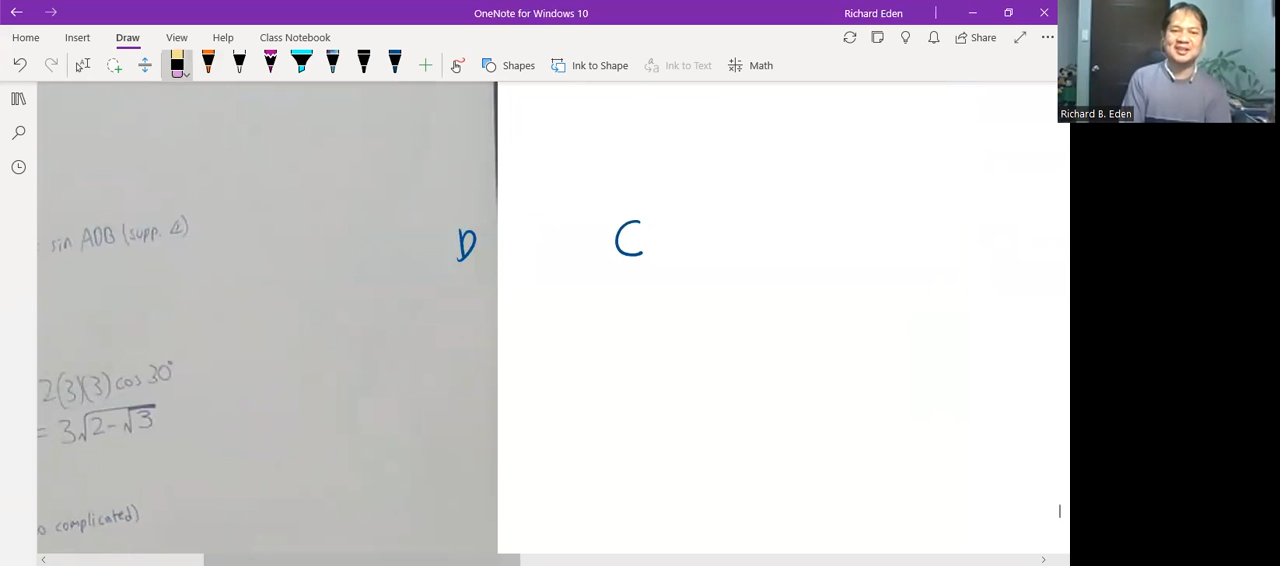 OneNote for Windows 10
Richard Eden
Home Insert Draw View Help Class Notebook
Share
Shapes
Ink to Shape
Ink to Text
Math
Richard B. Eden
sin ADB (supp. ∡)
D
C
2(3)(3) cos 30°
= 3√2-√3
o complicated)